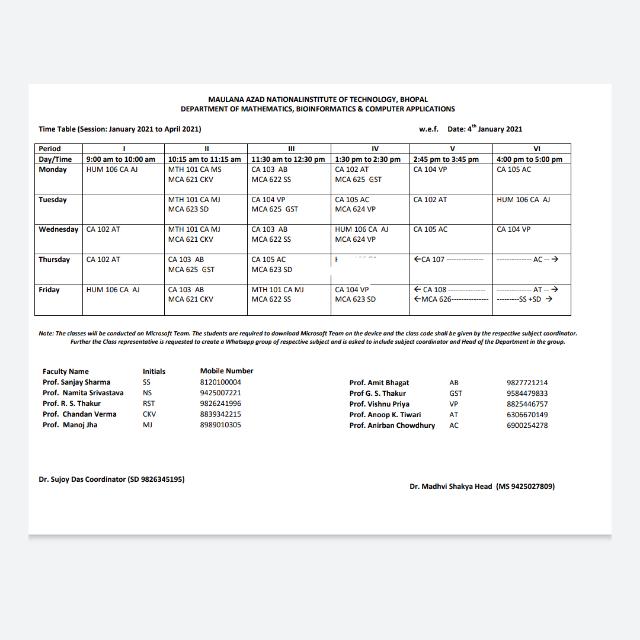 MAULANA AZAD NATIONALINSTITUTE OF TECHNOLOGY, BHOPAL
DEPARTMENT OF MATHEMATICS, BIOINFORMATICS & COMPUTER APPLICATIONS
Time Table (Session: January 2021 to April 2021) w.e.f. Date: 4th January 2021
Period I II III IV V VI
Day/Time 9:00 am to 10:00 am 10:15 am to 11:15 am 11:30 am to 12:30 pm 1:30 pm to 2:30 pm 2:45 pm to 3:45 pm 4:00 pm to 5:00 pm
Monday HUM 106 CA AJ MTH 101 CA MS CA 103 AB CA 102 AT CA 104 VP CA 105 AC
MCA 621 CKV MCA 622 SS MCA 625 GST
Tuesday MTH 101 CA MJ CA 104 VP CA 105 AC CA 102 AT HUM 106 CA AJ
MCA 623 SD MCA 625 GST MCA 624 VP
Wednesday CA 102 AT MTH 101 CA MJ CA 103 AB HUM 106 CA AJ CA 105 AC CA 104 VP
MCA 621 CKV MCA 622 SS MCA 624 VP
Thursday CA 102 AT CA 103 AB CA 105 AC ←CA 107 --------------- -------------- AC -- →
MCA 625 GST MCA 623 SD
Friday HUM 106 CA AJ CA 103 AB MTH 101 CA MJ CA 104 VP ← CA 108 --------------- -------------- AT -- →
MCA 621 CKV MCA 622 SS MCA 623 SD ←MCA 626--------------- ---------SS +SD →
Note: The classes will be conducted on Microsoft Team. The students are required to download Microsoft Team on the device and the class code shall be given by the respective subject coordinator.
Further the Class representative is requested to create a Whatsapp group of respective subject and is asked to include subject coordinator and Head of the Department in the group.
Faculty Name Initials Mobile Number
Prof. Sanjay Sharma SS 8120100004 Prof. Amit Bhagat AB 9827721214
Prof. Namita Srivastava NS 9425007221 Prof G. S. Thakur GST 9584479833
Prof. R. S. Thakur RST 9826241996 Prof. Vishnu Priya VP 8825446757
Prof. Chandan Verma CKV 8839342215 Prof. Anoop K. Tiwari AT 6306670149
Prof. Manoj Jha MJ 8989010305 Prof. Anirban Chowdhury AC 6900254278
Dr. Sujoy Das Coordinator (SD 9826345195)
Dr. Madhvi Shakya Head (MS 9425027809)